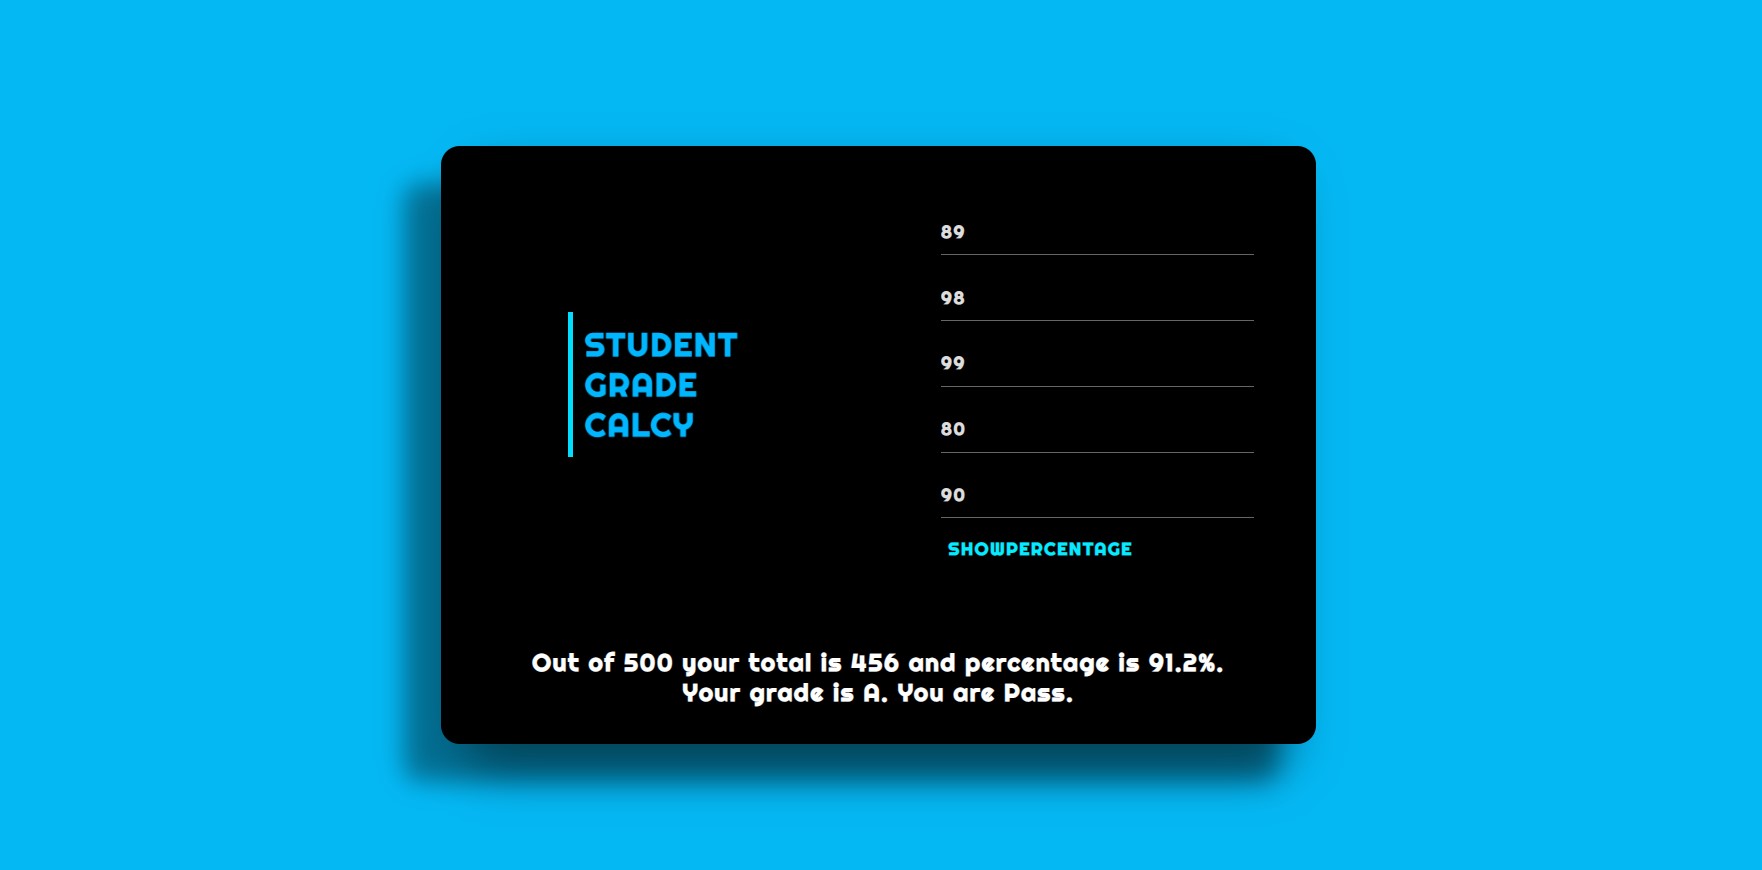 STUDENT
GRADE
CALCY
89
98
99
80
90
SHOWPERCENTAGE
Out of 500 your total is 456 and percentage is 91.2%.
Your grade is A. You are Pass.